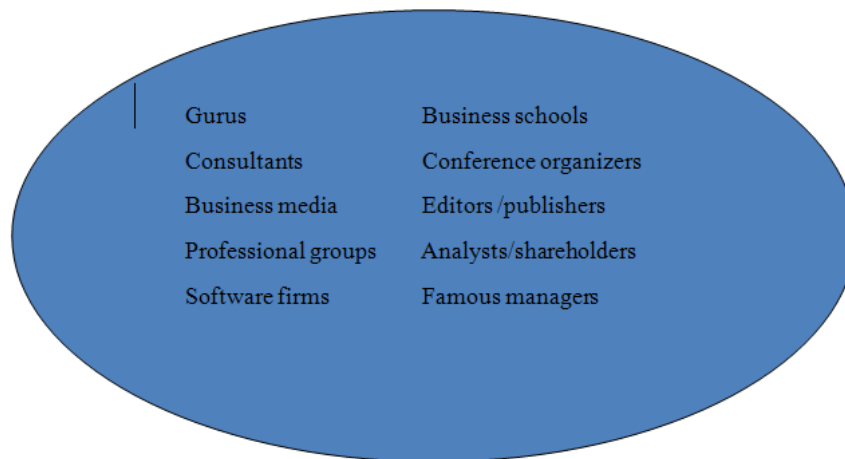 Gurus Business schools
Consultants Conference organizers
Business media Editors /publishers
Professional groups Analysts/shareholders
Software firms Famous managers